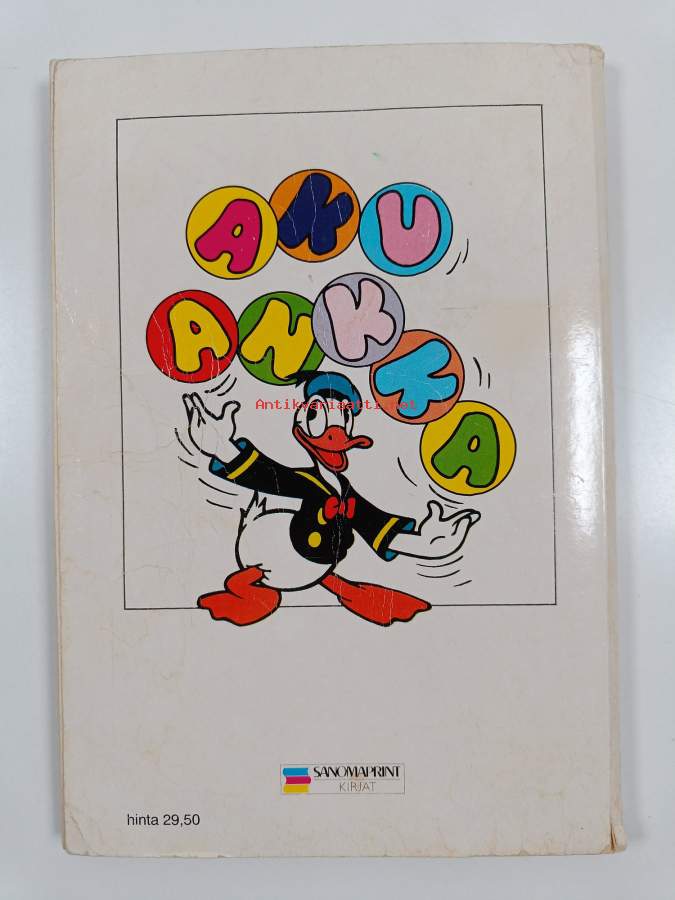 AKU
ANKKA
Antikvariaatti.net
SANOMAPRINT
KIRJAT
hinta 29,50